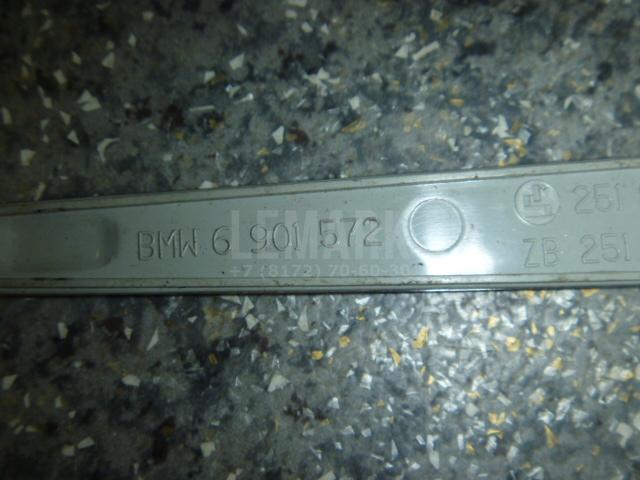 BMW 6 901 572
251
ZB 251
LEMARK
+7 (8172) 70-60-30